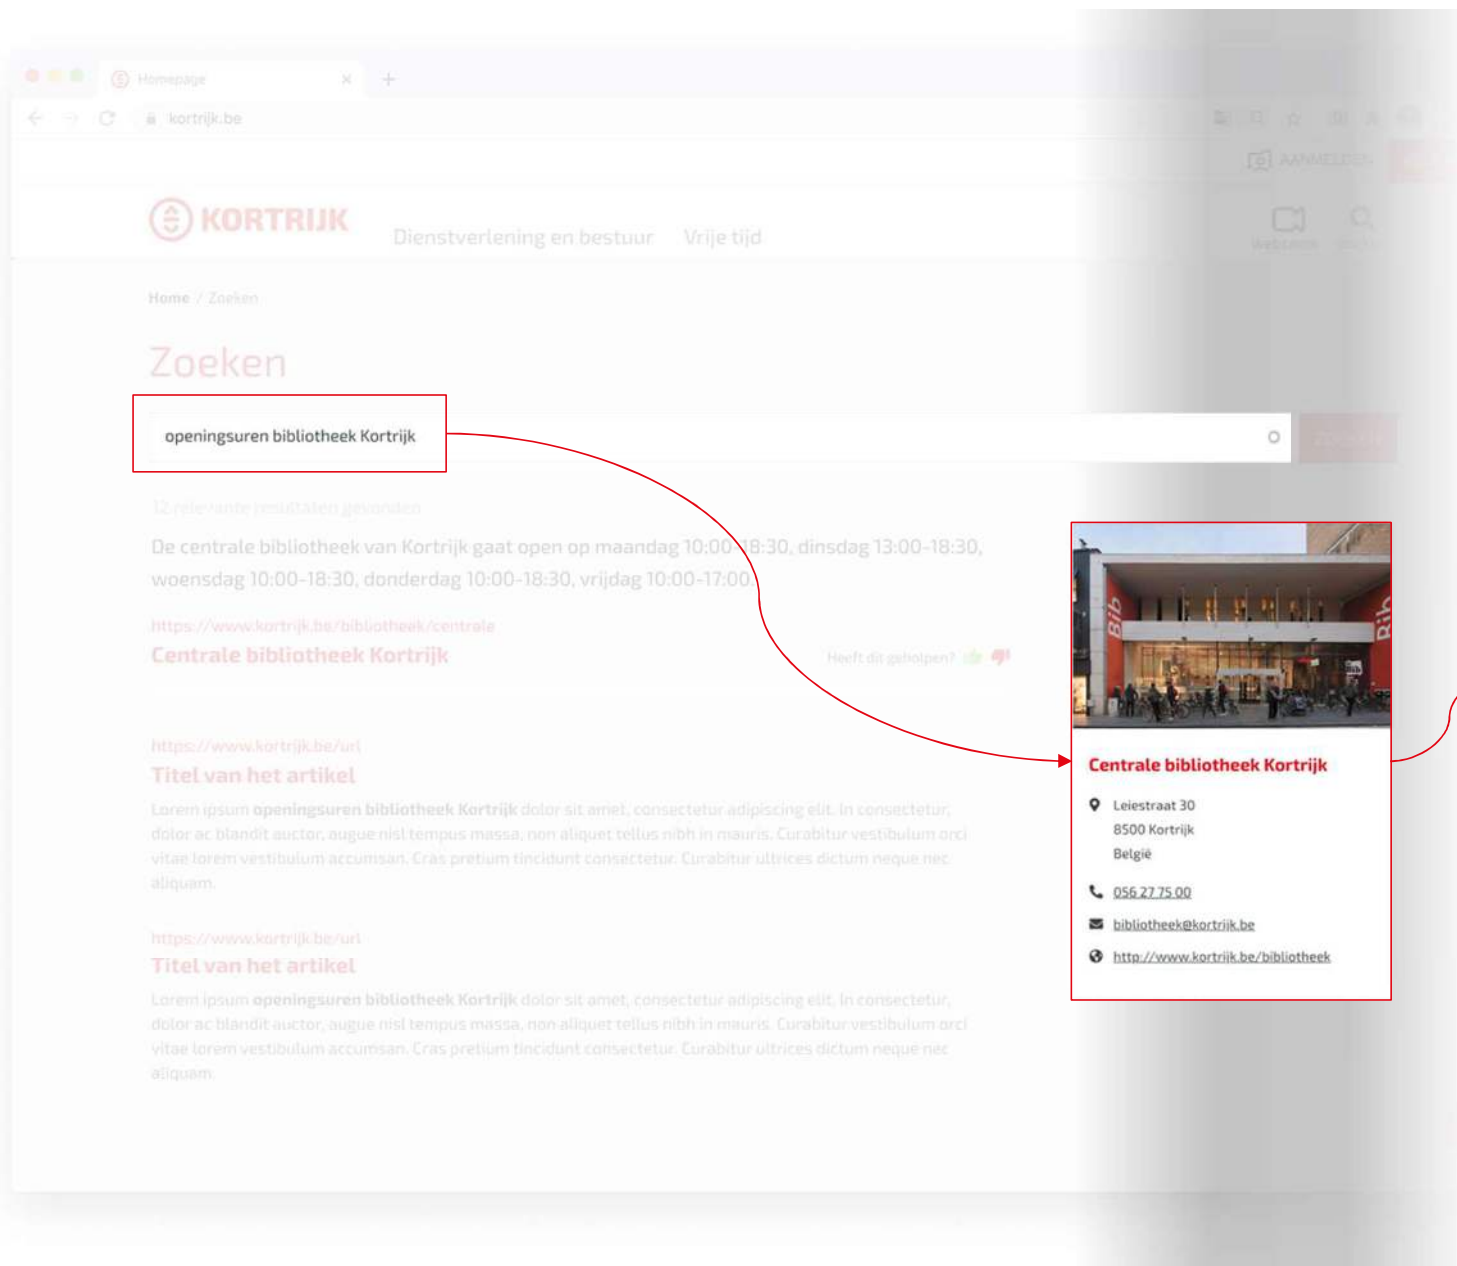 Homepage
kortrijk.be
AANMELDEN
KORTRIJK
Dienstverlening en bestuur Vrije tijd
Home / Zoeken
Zoeken
openingsuren bibliotheek Kortrijk
12 relevante resultaten gevonden
De centrale bibliotheek van Kortrijk gaat open op maandag 10:00-18:30, dinsdag 13:00-18:30,
woensdag 10:00-18:30, donderdag 10:00-18:30, vrijdag 10:00-17:00.
https://www.kortrijk.be/bibliotheek/centrale
Centrale bibliotheek Kortrijk
Heeft dit geholpen?
https://www.kortrijk.be/url
Titel van het artikel
Lorem ipsum openingsuren bibliotheek Kortrijk dolor sit amet, consectetur adipiscing elit. In consectetur,
dolor ac blandit auctor, augue nisl tempus massa, non aliquet tellus nibh in mauris. Curabitur vestibulum orci
vitae lorem vestibulum accumsan. Cras pretium tincidunt consectetur. Curabitur ultrices dictum neque nec
aliquam.
https://www.kortrijk.be/url
Titel van het artikel
Lorem ipsum openingsuren bibliotheek Kortrijk dolor sit amet, consectetur adipiscing elit. In consectetur,
dolor ac blandit auctor, augue nisl tempus massa, non aliquet tellus nibh in mauris. Curabitur vestibulum orci
vitae lorem vestibulum accumsan. Cras pretium tincidunt consectetur. Curabitur ultrices dictum neque nec
aliquam.
Bib
Bib
Bib
Centrale bibliotheek Kortrijk
Leiestraat 30
8500 Kortrijk
België
056 27 75 00
bibliotheek@kortrijk.be
http://www.kortrijk.be/bibliotheek